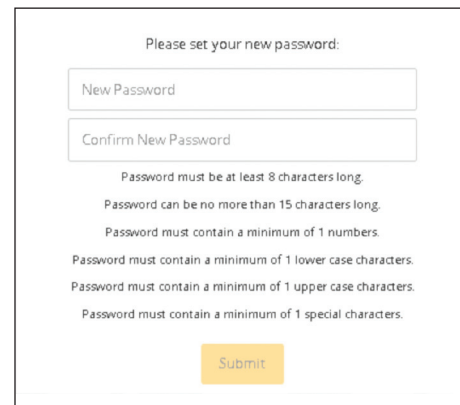 Please set your new password:
New Password
Confirm New Password
Password must be at least 8 characters long.
Password can be no more than 15 characters long.
Password must contain a minimum of 1 numbers.
Password must contain a minimum of 1 lower case characters.
Password must contain a minimum of 1 upper case characters.
Password must contain a minimum of 1 special characters.
Submit